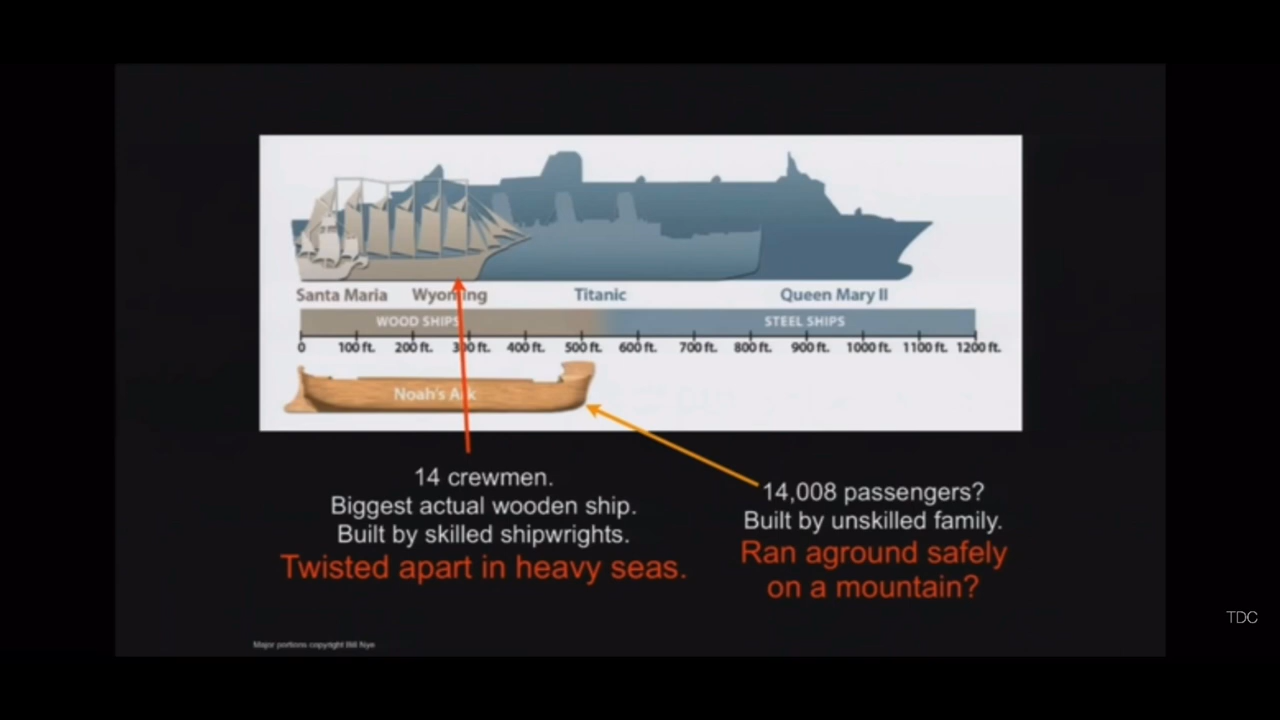 Santa Maria Wyoming Titanic Queen Mary II
WOOD SHIPS STEEL SHIPS
0 100 ft. 200 ft. 300 ft. 400 ft. 500 ft. 600 ft. 700 ft. 800 ft. 900 ft. 1000 ft. 1100 ft. 1200 ft.
Noah's Ark
14 crewmen.
Biggest actual wooden ship.
Built by skilled shipwrights.
Twisted apart in heavy seas.
14,008 passengers?
Built by unskilled family.
Ran aground safely
on a mountain?
TDC
Major portions copyright Bill Nye